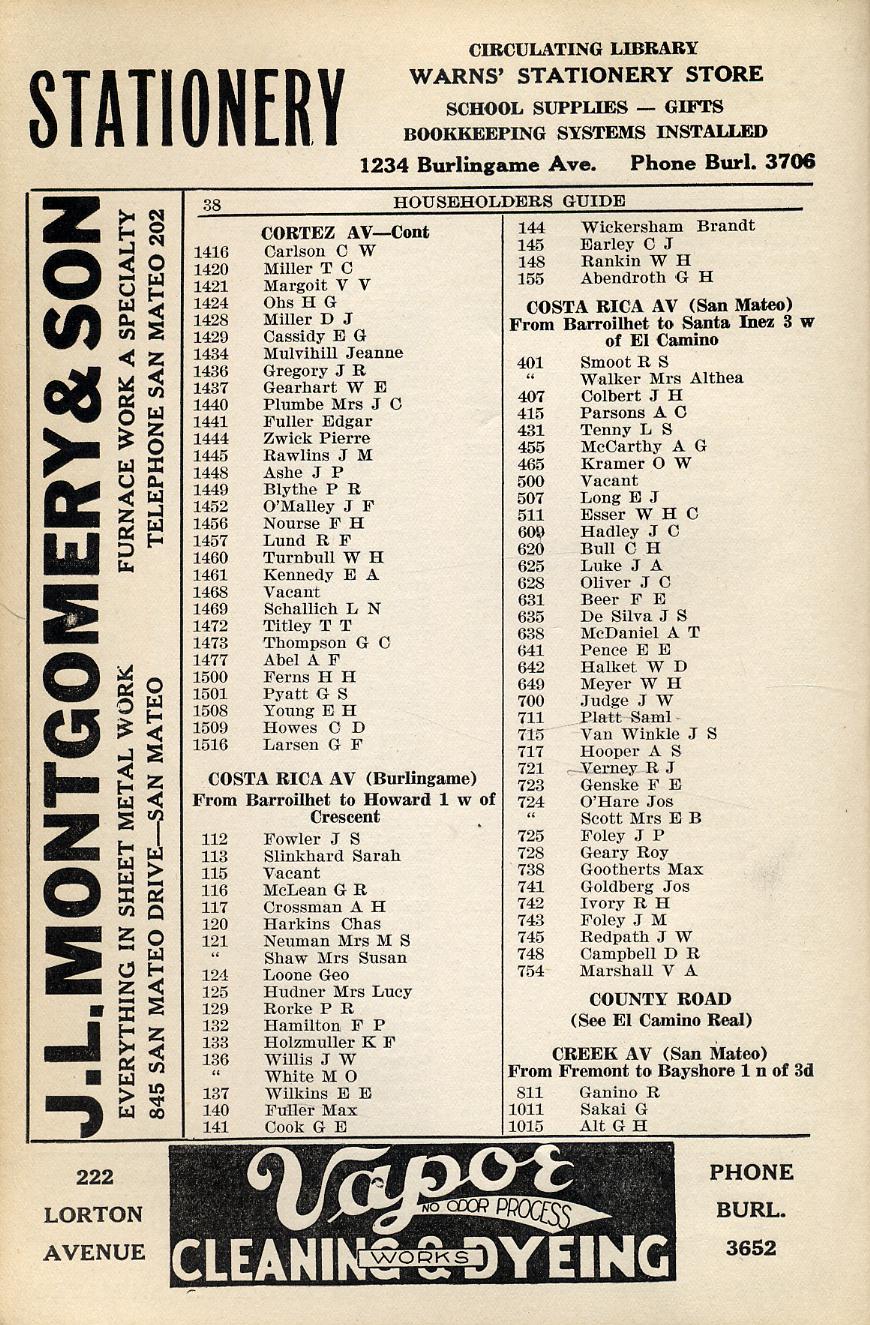 STATIONERY
CIRCULATING LIBRARY
WARNS' STATIONERY STORE
SCHOOL SUPPLIES — GIFTS
BOOKKEEPING SYSTEMS INSTALLED
1234 Burlingame Ave. Phone Burl. 3706
J. L. MONTGOMERY & SON
EVERYTHING IN SHEET METAL WORK FURNACE WORK A SPECIALTY
845 SAN MATEO DRIVE—SAN MATEO TELEPHONE SAN MATEO 202
38 HOUSEHOLDERS GUIDE
CORTEZ AV—Cont
1416 Carlson C W
1420 Miller T C
1421 Margoit V V
1424 Ohs H G
1428 Miller D J
1429 Cassidy E G
1434 Mulvihill Jeanne
1436 Gregory J R
1437 Gearhart W E
1440 Plumbe Mrs J C
1441 Fuller Edgar
1444 Zwick Pierre
1445 Rawlins J M
1448 Ashe J P
1449 Blythe P R
1452 O'Malley J F
1456 Nourse F H
1457 Lund R F
1460 Turnbull W H
1461 Kennedy E A
1468 Vacant
1469 Schallich L N
1472 Titley T T
1473 Thompson G C
1477 Abel A F
1500 Ferns H H
1501 Pyatt G S
1508 Young E H
1509 Howes C D
1516 Larsen G F
COSTA RICA AV (Burlingame)
From Barroilhet to Howard 1 w of
Crescent
112 Fowler J S
113 Slinkhard Sarah
115 Vacant
116 McLean G R
117 Crossman A H
120 Harkins Chas
121 Neuman Mrs M S
" Shaw Mrs Susan
124 Loone Geo
125 Hudner Mrs Lucy
129 Rorke P R
132 Hamilton F P
133 Holzmuller K F
136 Willis J W
" White M O
137 Wilkins E E
140 Fuller Max
141 Cook G E
144 Wickersham Brandt
145 Earley C J
148 Rankin W H
155 Abendroth G H
COSTA RICA AV (San Mateo)
From Barroilhet to Santa Inez 3 w
of El Camino
401 Smoot R S
" Walker Mrs Althea
407 Colbert J H
415 Parsons A C
431 Tenny L S
455 McCarthy A G
465 Kramer O W
500 Vacant
507 Long E J
511 Esser W H C
609 Hadley J C
620 Bull C H
625 Luke J A
628 Oliver J C
631 Beer F E
635 De Silva J S
638 McDaniel A T
641 Pence E E
642 Halket W D
649 Meyer W H
700 Judge J W
711 Platt Saml
715 Van Winkle J S
717 Hooper A S
721 Verney R J
723 Genske F E
724 O'Hare Jos
" Scott Mrs E B
725 Foley J P
728 Geary Roy
738 Gootherts Max
741 Goldberg Jos
742 Ivory R H
743 Foley J M
745 Redpath J W
748 Campbell D R
754 Marshall V A
COUNTY ROAD
(See El Camino Real)
CREEK AV (San Mateo)
From Fremont to Bayshore 1 n of 3d
811 Ganino R
1011 Sakai G
1015 Alt G H
222
LORTON
AVENUE
Vapor
NO ODOR PROCESS
CLEANING & DYEING
WORKS
PHONE
BURL.
3652